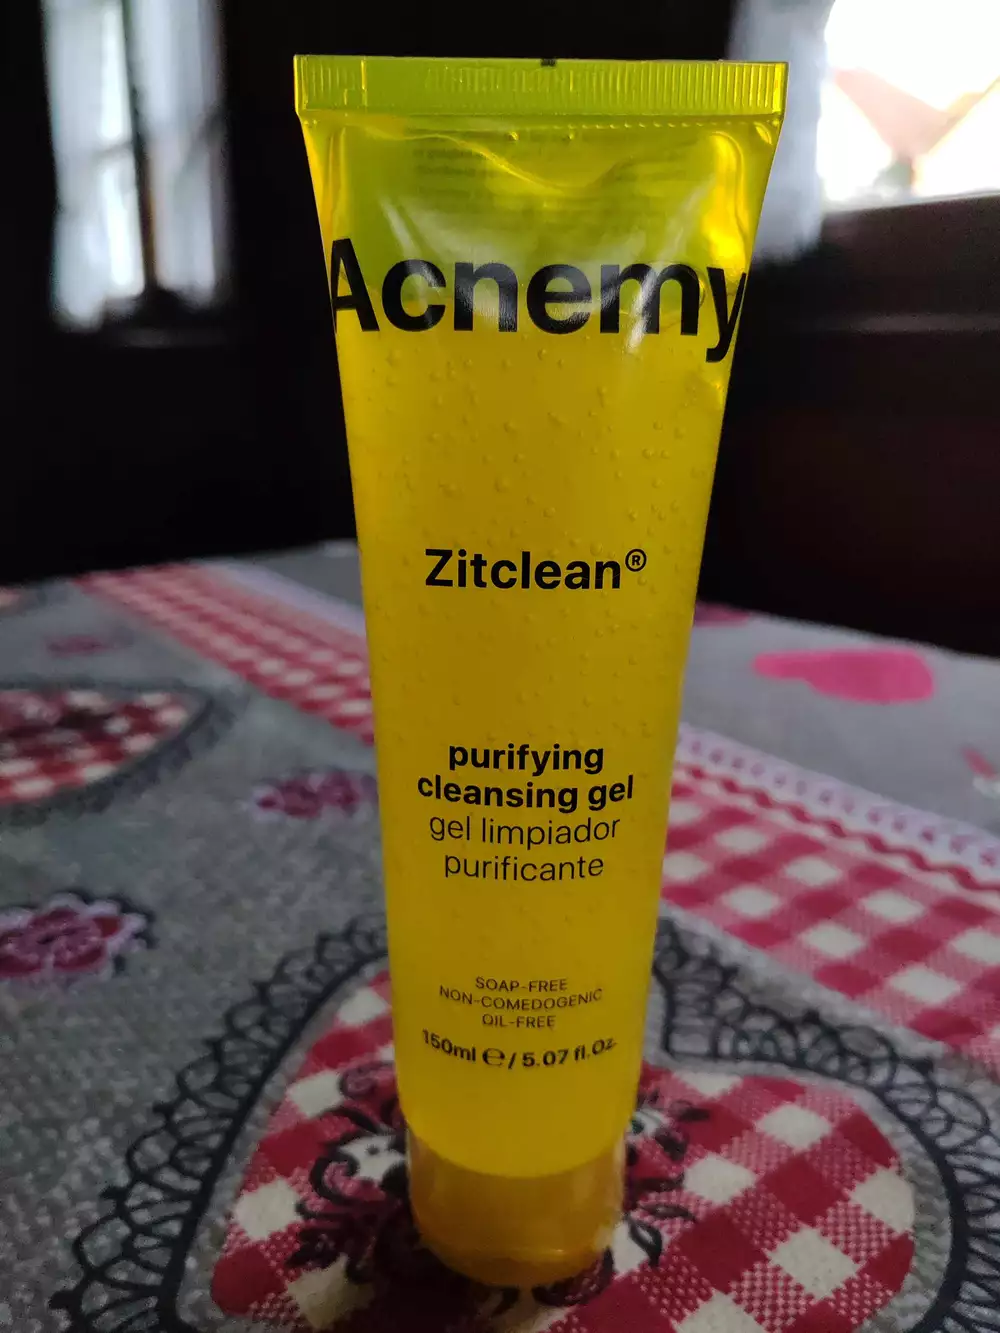 Acnemy
Zitclean®
purifying
cleansing gel
gel limpiador
purificante
SOAP-FREE
NON-COMEDOGENIC
OIL-FREE
150ml ℮/ 5.07 fl.oz